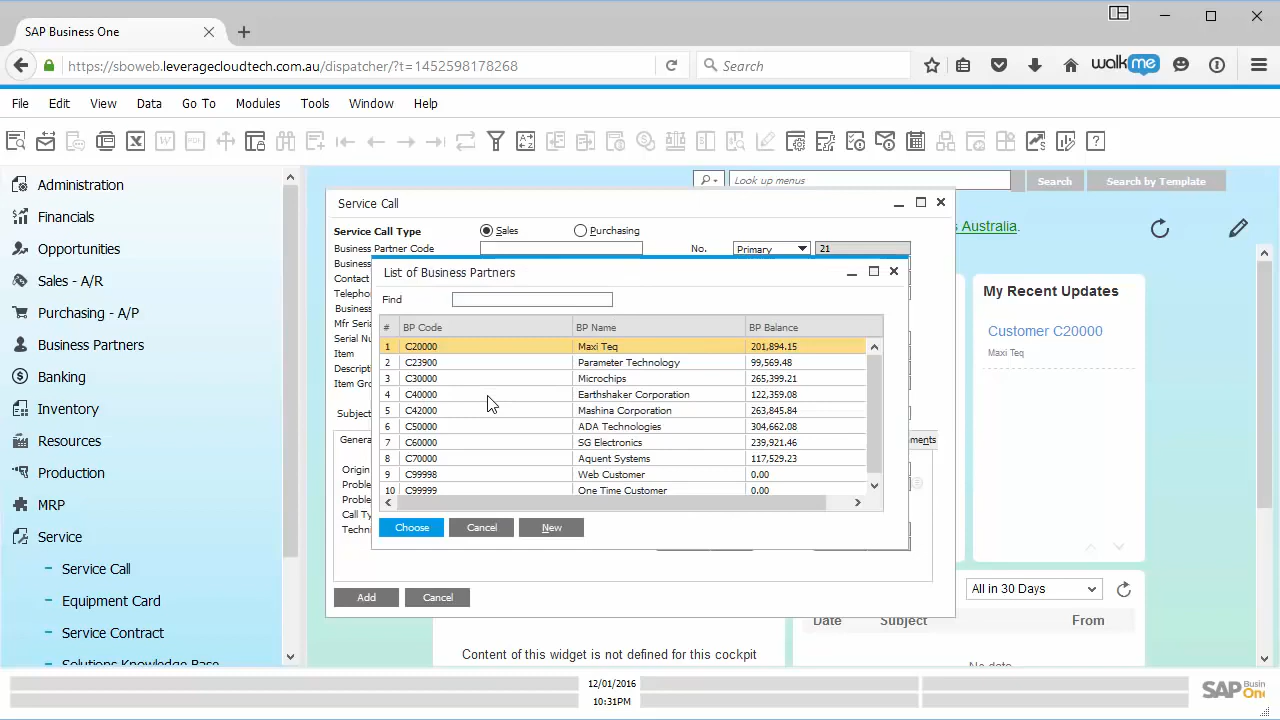 SAP Business One
https://sboweb.leveragecloudtech.com.au/dispatcher/?t=1452598178268
Search
walkme
File Edit View Data Go To Modules Tools Window Help
Look up menus
Search
Search by Template
Administration
Financials
Opportunities
Sales - A/R
Purchasing - A/P
Business Partners
Banking
Inventory
Resources
Production
MRP
Service
Service Call
Equipment Card
Service Contract
Solutions Knowledge Base
Service Call
Service Call Type Sales Purchasing
Business Partner Code No. Primary 21
Business
Contact
Telepho
Business
Mfr Seria
Serial Nu
Item
Descript
Item Gro
Subject
Genera
mments
Origin
Problem
Problem
Call Ty
Techni
Add Cancel
List of Business Partners
Find
# BP Code BP Name BP Balance
1 C20000 Maxi Teq 201,894.15
2 C23900 Parameter Technology 99,569.48
3 C30000 Microchips 265,399.21
4 C40000 Earthshaker Corporation 122,359.08
5 C42000 Mashina Corporation 263,845.84
6 C50000 ADA Technologies 304,662.08
7 C60000 SG Electronics 239,921.46
8 C70000 Aquent Systems 117,529.23
9 C99998 Web Customer 0.00
10 C99999 One Time Customer 0.00
Choose Cancel New
s Australia.
My Recent Updates
Customer C20000
Maxi Teq
All in 30 Days
Date Subject From
Content of this widget is not defined for this cockpit
12/01/2016
10:31PM
SAP Busin
One